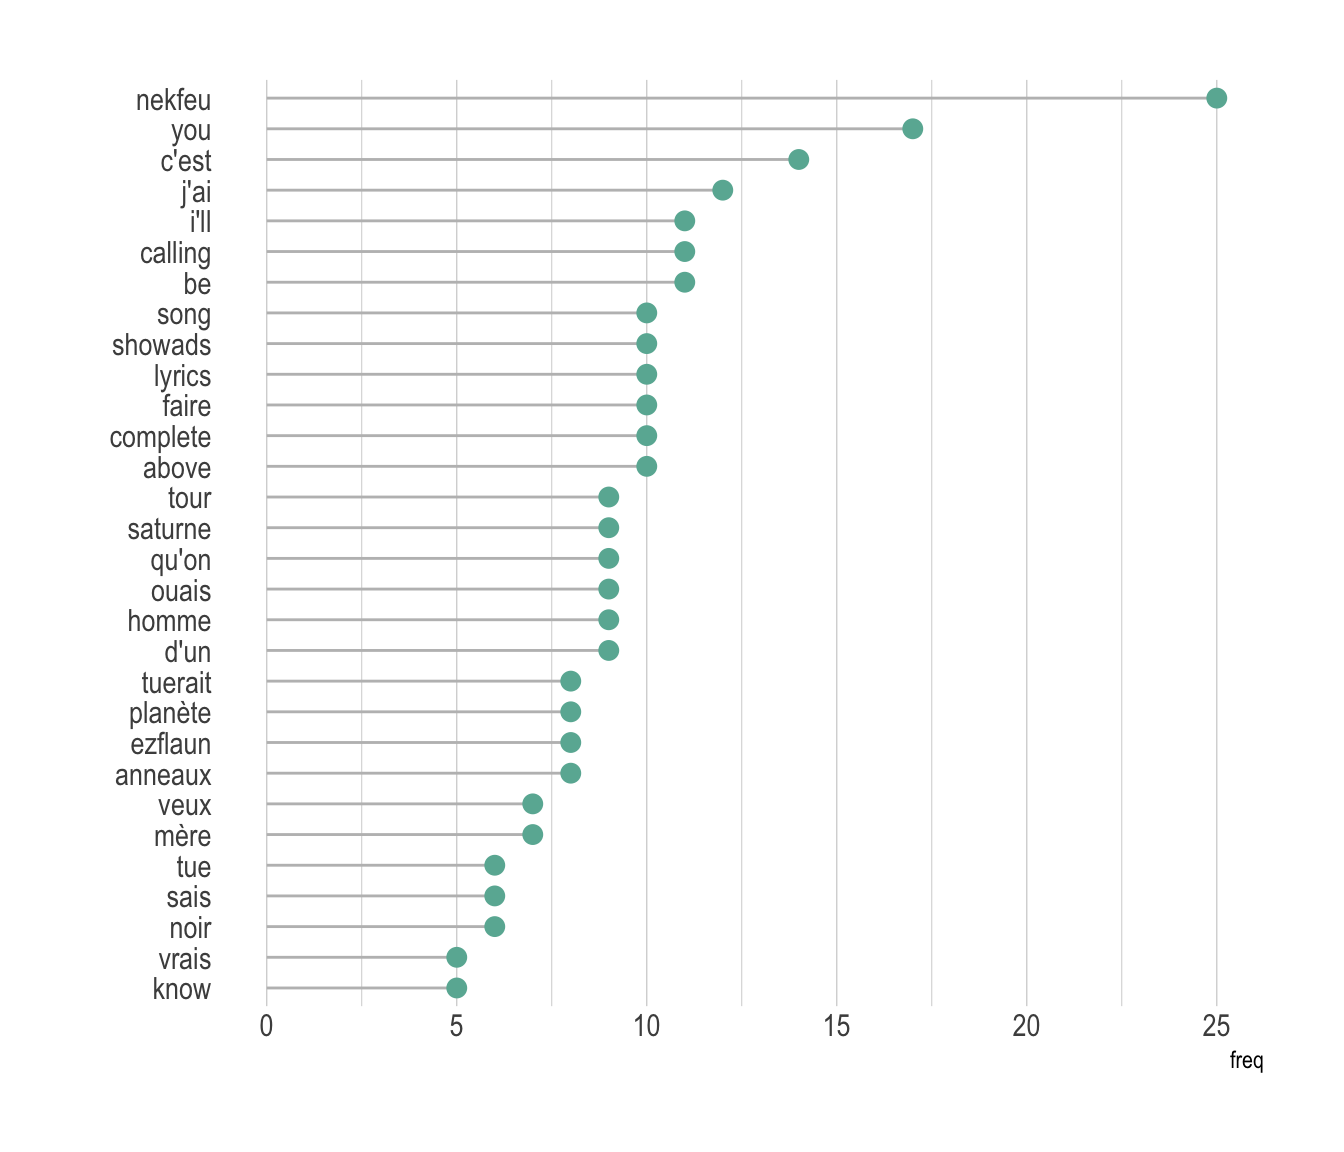 nekfeu
you
c'est
j'ai
i'll
calling
be
song
showads
lyrics
faire
complete
above
tour
saturne
qu'on
ouais
homme
d'un
tuerait
planète
ezflaun
anneaux
veux
mère
tue
sais
noir
vrais
know
0 5 10 15 20 25
freq